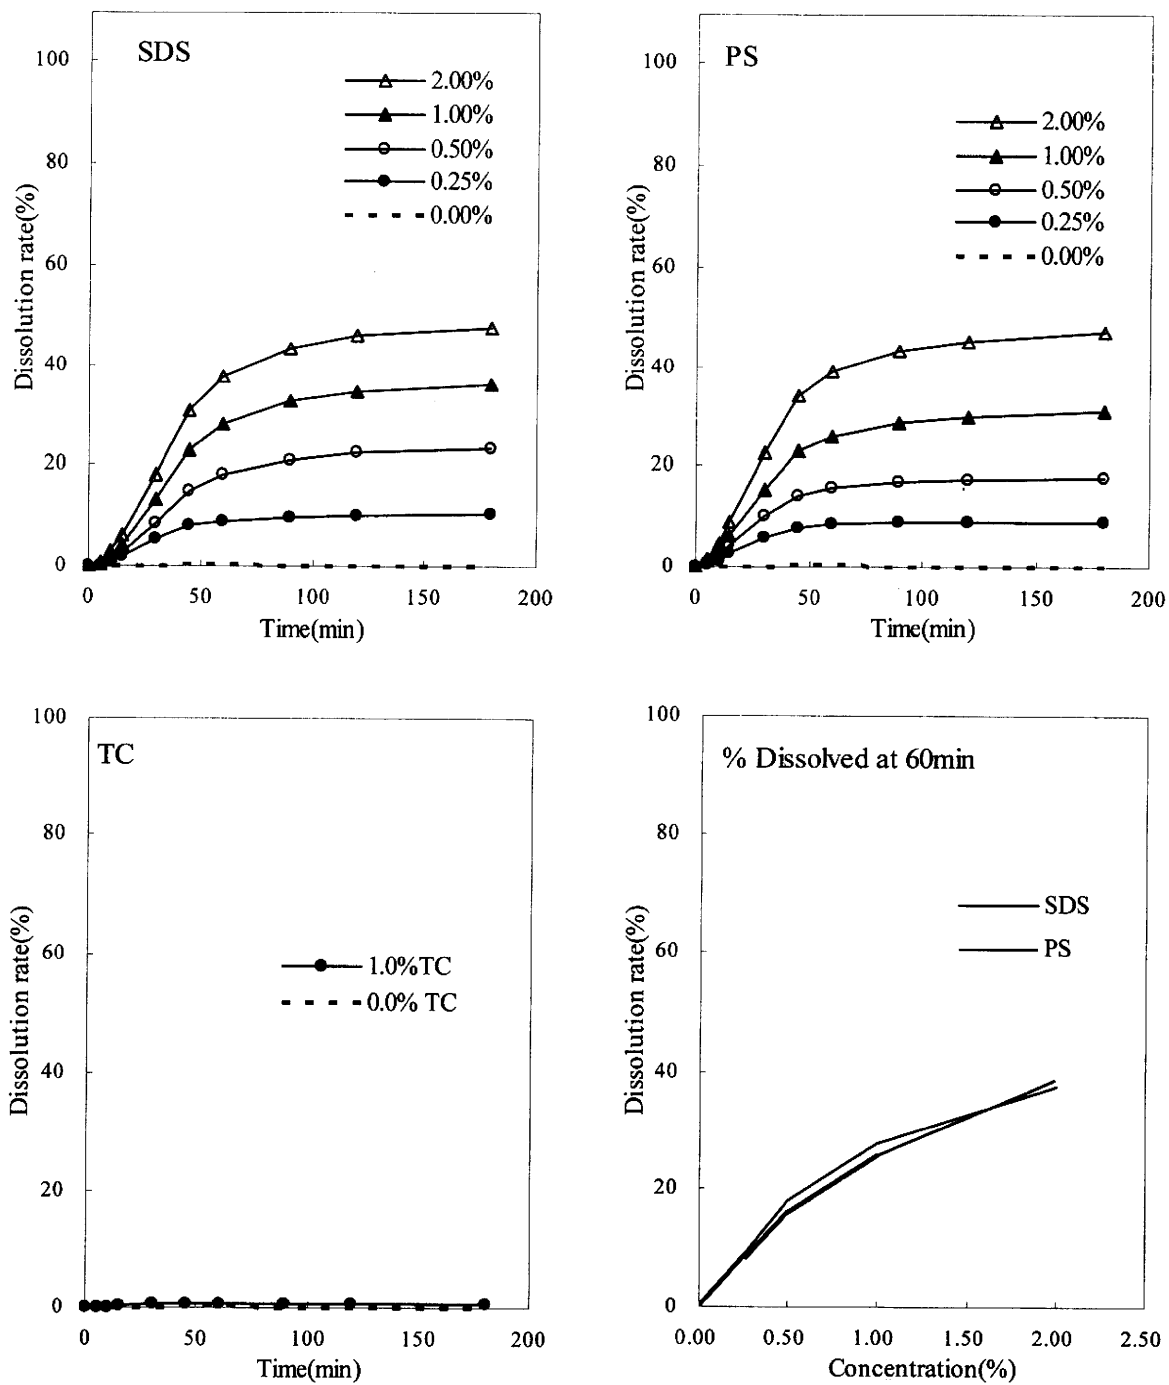 SDS
100
80
60
40
20
0
Dissolution rate(%)
2.00%
1.00%
0.50%
0.25%
0.00%
0 50 100 150 200
Time(min)
PS
100
80
60
40
20
0
Dissolution rate(%)
2.00%
1.00%
0.50%
0.25%
0.00%
0 50 100 150 200
Time(min)
TC
100
80
60
40
20
0
Dissolution rate(%)
1.0%TC
0.0% TC
0 50 100 150 200
Time(min)
% Dissolved at 60min
100
80
60
40
20
0
Dissolution rate(%)
SDS
PS
0.00 0.50 1.00 1.50 2.00 2.50
Concentration(%)